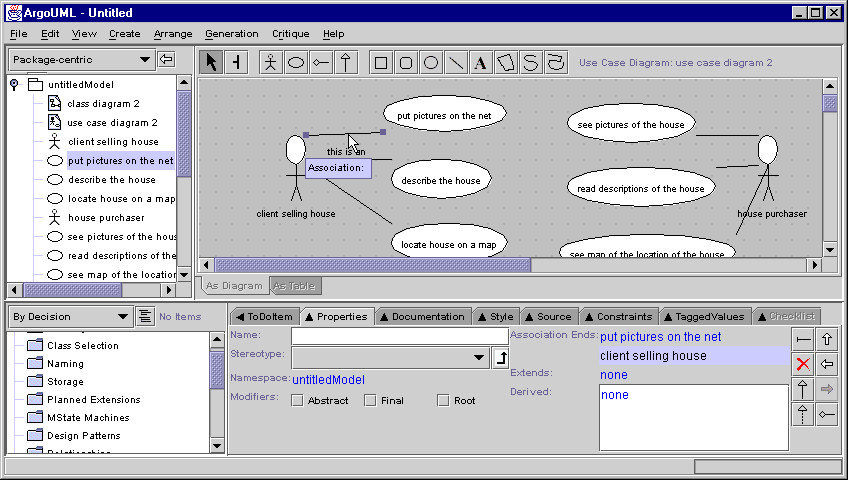 ArgoUML - Untitled
File Edit View Create Arrange Generation Critique Help
Package-centric
A
Use Case Diagram: use case diagram 2
untitledModel
class diagram 2
use case diagram 2
client selling house
put pictures on the net
describe the house
locate house on a map
house purchaser
see pictures of the hous
read descriptions of the
see map of the location
put pictures on the net
see pictures of the house
this is an
Association:
describe the house
read descriptions of the house
client selling house
house purchaser
locate house on a map
see map of the location of the house
As Diagram
As Table
By Decision
No Items
Class Selection
Naming
Storage
Planned Extensions
MState Machines
Design Patterns
Relationships
ToDoItem
Properties
Documentation
Style
Source
Constraints
TaggedValues
Checklist
Name:
Stereotype:
Namespace: untitledModel
Modifiers: Abstract Final Root
Association Ends: put pictures on the net
client selling house
Extends: none
Derived: none